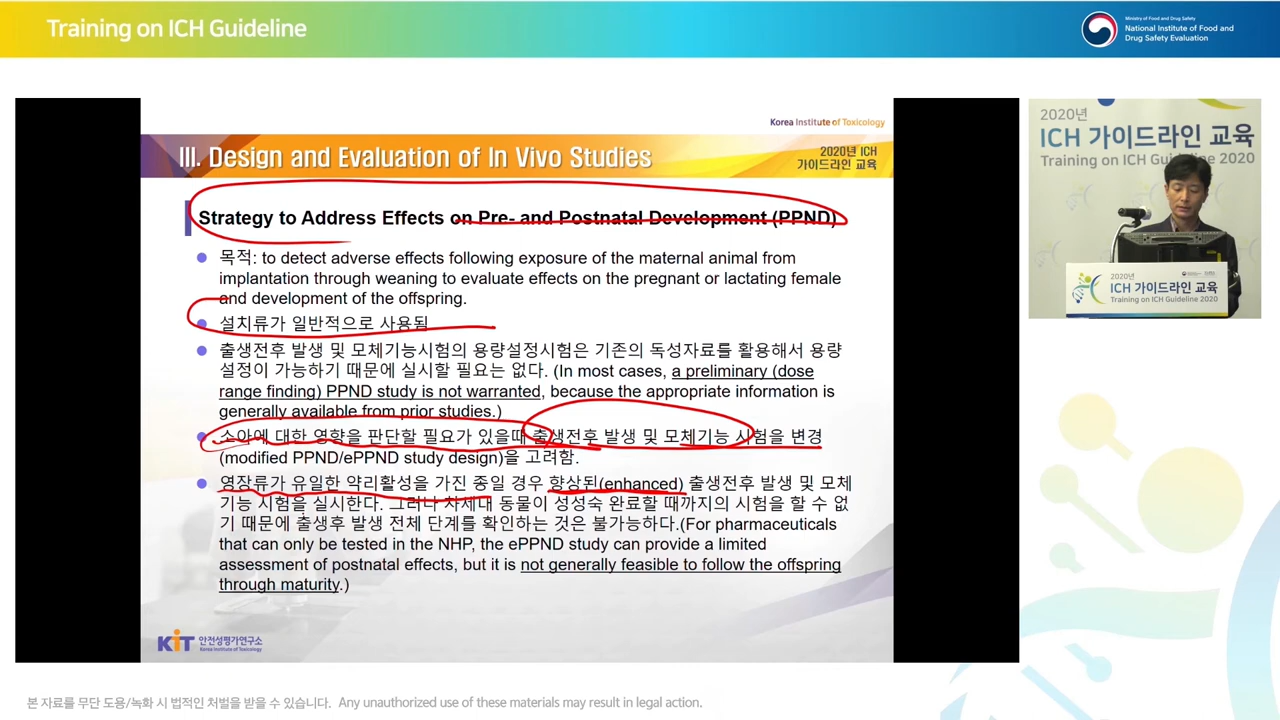 Training on ICH Guideline
Ministry of Food and Drug Safety
National Institute of Food and
Drug Safety Evaluation
Korea Institute of Toxicology
III. Design and Evaluation of In Vivo Studies
2020년 ICH
가이드라인 교육
Strategy to Address Effects on Pre- and Postnatal Development (PPND)
목적: to detect adverse effects following exposure of the maternal animal from
implantation through weaning to evaluate effects on the pregnant or lactating female
and development of the offspring.
설치류가 일반적으로 사용됨
출생전후 발생 및 모체기능시험의 용량설정시험은 기존의 독성자료를 활용해서 용량
설정이 가능하기 때문에 실시할 필요는 없다. (In most cases, a preliminary (dose
range finding) PPND study is not warranted, because the appropriate information is
generally available from prior studies.)
소아에 대한 영향을 판단할 필요가 있을때 출생전후 발생 및 모체기능 시험을 변경
(modified PPND/ePPND study design)을 고려함.
영장류가 유일한 약리활성을 가진 종일 경우 향상된(enhanced) 출생전후 발생 및 모체
기능 시험을 실시한다. 그러나 차세대 동물이 성성숙 완료할 때까지의 시험을 할 수 없
기 때문에 출생후 발생 전체 단계를 확인하는 것은 불가능하다.(For pharmaceuticals
that can only be tested in the NHP, the ePPND study can provide a limited
assessment of postnatal effects, but it is not generally feasible to follow the offspring
through maturity.)
KIT 안전성평가연구소
Korea Institute of Toxicology
2020년
ICH 가이드라인 교육
Training on ICH Guideline 2020
2020년
ICH 가이드라인 교육
Training on ICH Guideline 2020
본 자료를 무단 도용/녹화 시 법적인 처벌을 받을 수 있습니다. Any unauthorized use of these materials may result in legal action.